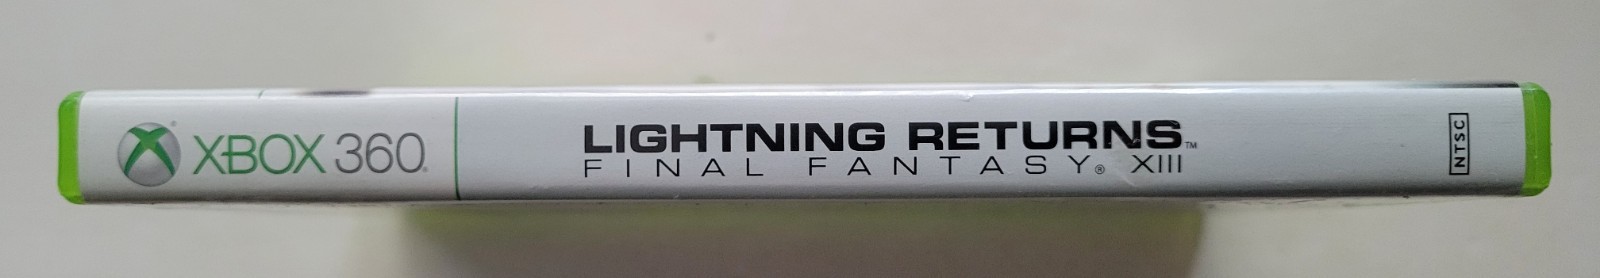 XBOX 360®
LIGHTNING RETURNS™
FINAL FANTASY® XIII
NTSC